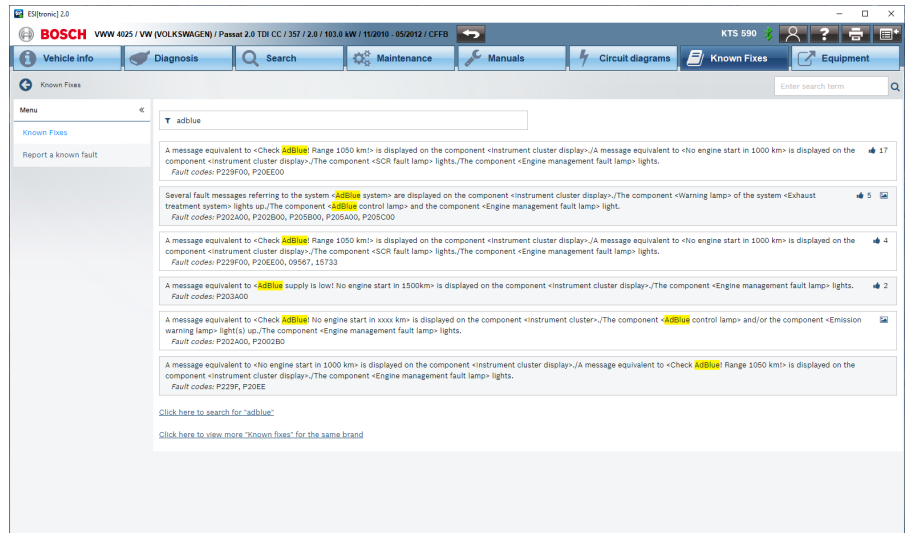 ESI[tronic] 2.0
BOSCH VWW 4025 / VW (VOLKSWAGEN) / Passat 2.0 TDI CC / 357 / 2.0 / 103.0 kW / 11/2010 - 05/2012 / CFFB KTS 590 ?
Vehicle info Diagnosis Search Maintenance Manuals Circuit diagrams Known Fixes Equipment
Known Fixes Enter search term
Menu «
Known Fixes
Report a known fault
adblue
A message equivalent to <Check AdBlue! Range 1050 km!> is displayed on the component <Instrument cluster display>./A message equivalent to <No engine start in 1000 km> is displayed on the 17
component <Instrument cluster display>./The component <SCR fault lamp> lights./The component <Engine management fault lamp> lights.
Fault codes: P229F00, P20EE00
Several fault messages referring to the system <AdBlue system> are displayed on the component <Instrument cluster display>./The component <Warning lamp> of the system <Exhaust 5
treatment system> lights up./The component <AdBlue control lamp> and the component <Engine management fault lamp> light.
Fault codes: P202A00, P202B00, P205B00, P205A00, P205C00
A message equivalent to <Check AdBlue! Range 1050 km!> is displayed on the component <Instrument cluster display>./A message equivalent to <No engine start in 1000 km> is displayed on the 4
component <Instrument cluster display>./The component <SCR fault lamp> lights./The component <Engine management fault lamp> lights.
Fault codes: P229F00, P20EE00, 09567, 15733
A message equivalent to <AdBlue supply is low! No engine start in 1500km> is displayed on the component <Instrument cluster display>./The component <Engine management fault lamp> lights. 2
Fault codes: P203A00
A message equivalent to <Check AdBlue! No engine start in xxxx km> is displayed on the component <Instrument cluster>./The component <AdBlue control lamp> and/or the component <Emission
warning lamp> light(s) up./The component <Engine management fault lamp> lights.
Fault codes: P202A00, P2002B0
A message equivalent to <No engine start in 1000 km> is displayed on the component <Instrument cluster display>./A message equivalent to <Check AdBlue! Range 1050 km!> is displayed on the
component <Instrument cluster display>./The component <Engine management fault lamp> lights.
Fault codes: P229F, P20EE
Click here to search for "adblue"
Click here to view more "Known fixes" for the same brand